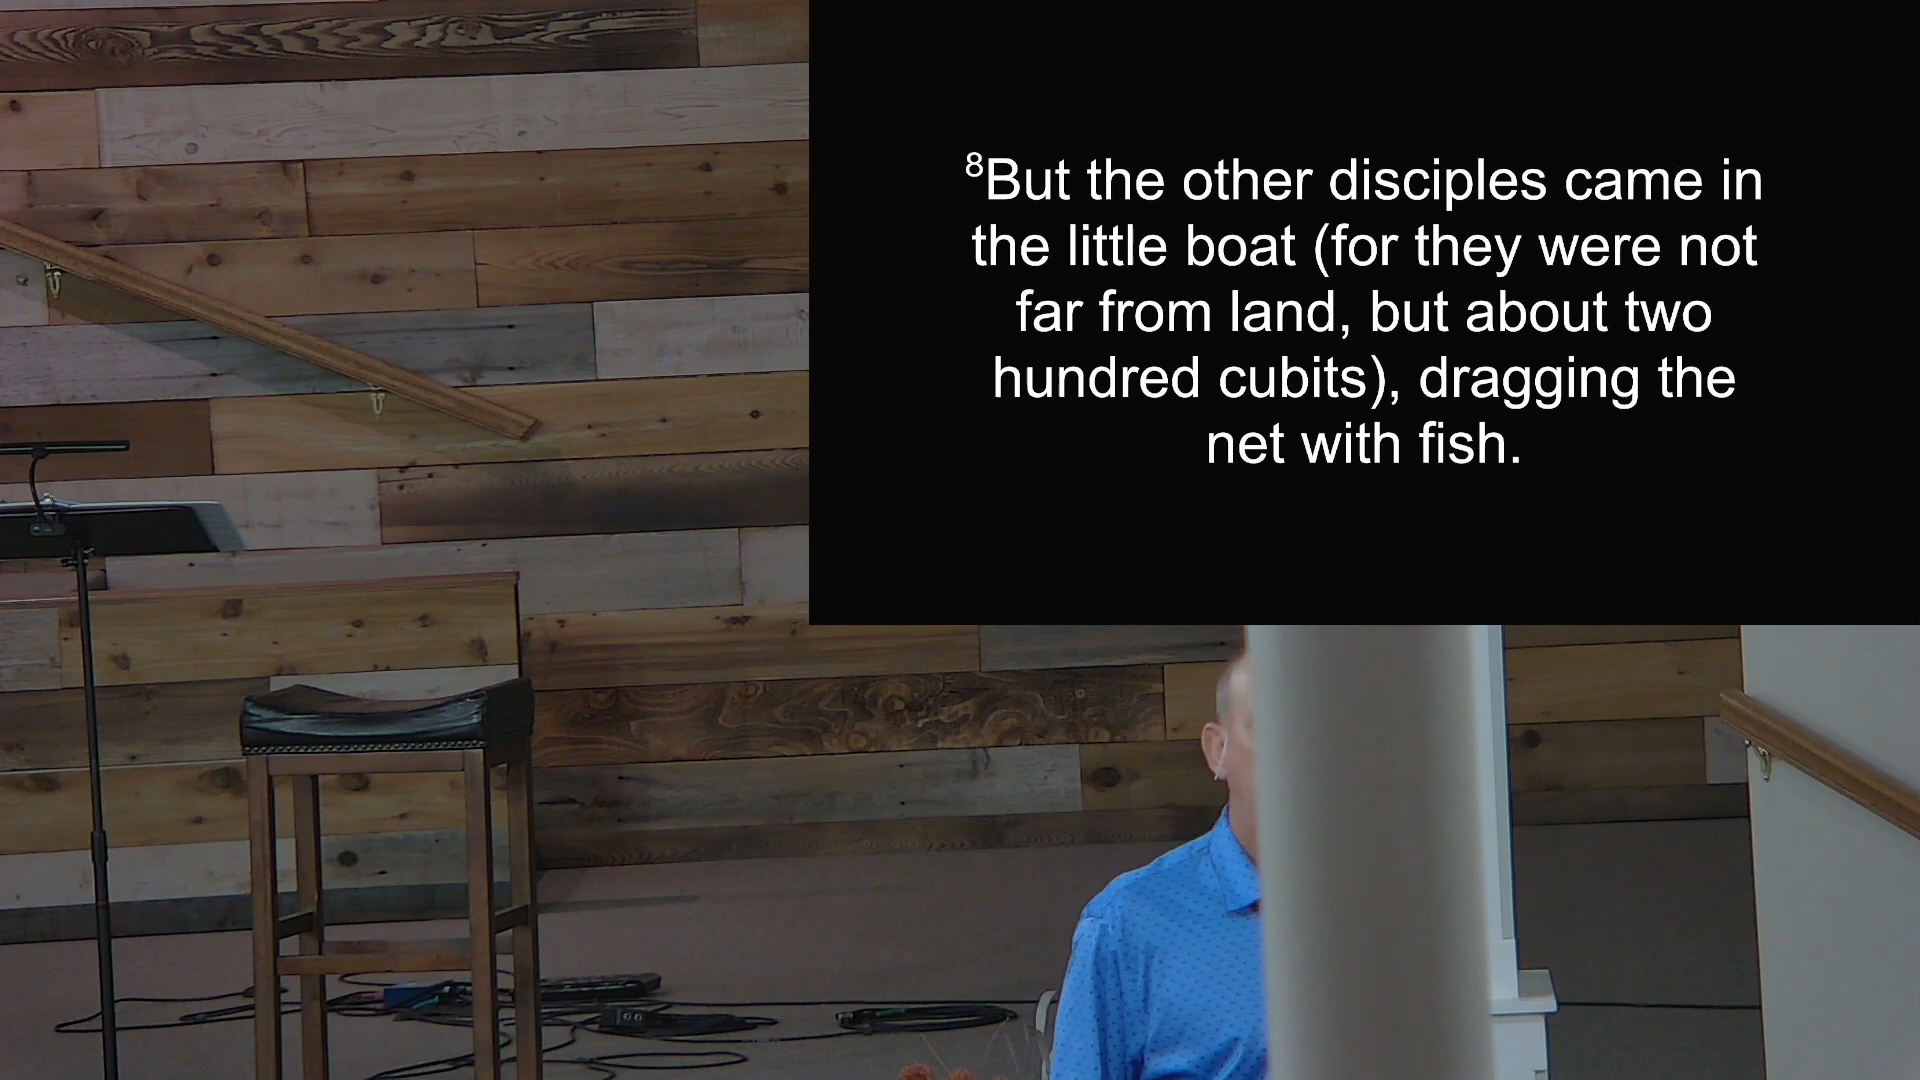 ⁸But the other disciples came in
the little boat (for they were not
far from land, but about two
hundred cubits), dragging the
net with fish.